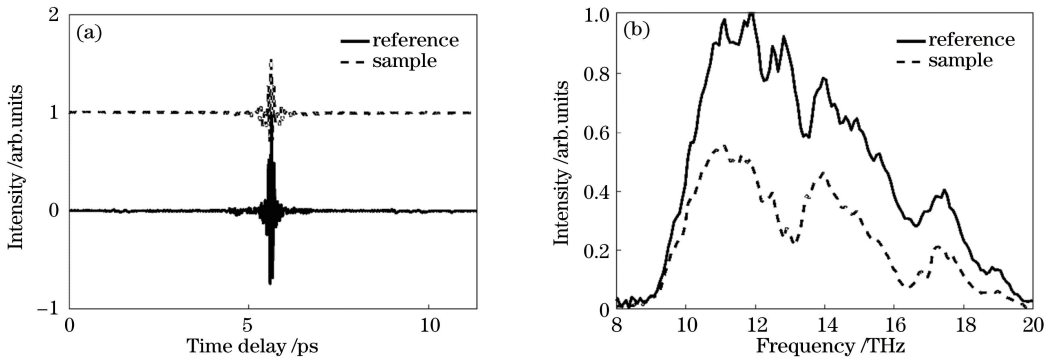 (a)
reference
sample
Intensity /arb.units
2
1
0
−1
0
5
10
Time delay /ps
(b)
reference
sample
Intensity /arb.units
1.0
0.8
0.6
0.4
0.2
0
8
10
12
14
16
18
20
Frequency /THz